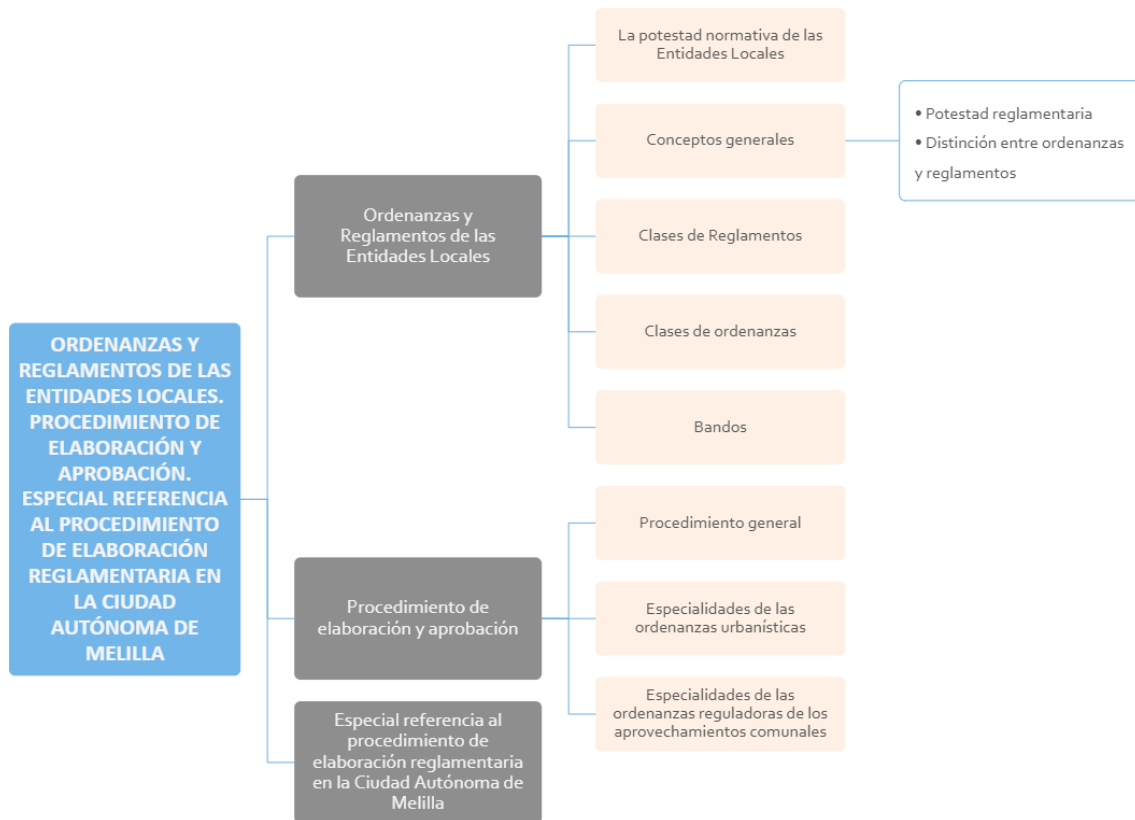 ORDENANZAS Y
REGLAMENTOS DE LAS
ENTIDADES LOCALES.
PROCEDIMIENTO DE
ELABORACIÓN Y
APROBACIÓN.
ESPECIAL REFERENCIA
AL PROCEDIMIENTO
DE ELABORACIÓN
REGLAMENTARIA EN
LA CIUDAD
AUTÓNOMA DE
MELILLA
Ordenanzas y
Reglamentos de las
Entidades Locales
La potestad normativa de las
Entidades Locales
Conceptos generales
• Potestad reglamentaria
• Distinción entre ordenanzas
y reglamentos
Clases de Reglamentos
Clases de ordenanzas
Bandos
Procedimiento de
elaboración y aprobación
Procedimiento general
Especialidades de las
ordenanzas urbanísticas
Especialidades de las
ordenanzas reguladoras de los
aprovechamientos comunales
Especial referencia al
procedimiento de
elaboración reglamentaria
en la Ciudad Autónoma de
Melilla